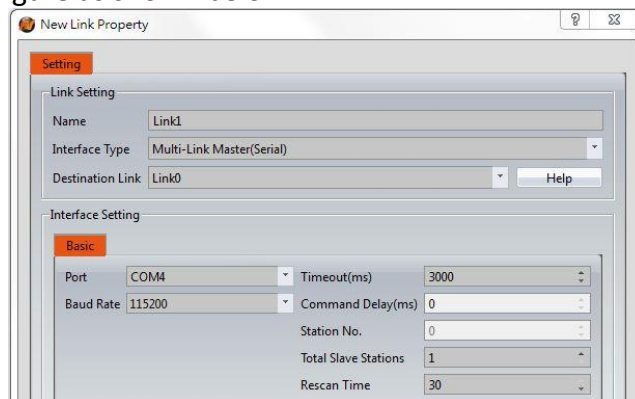 New Link Property
Setting
Link Setting
Name Link1
Interface Type Multi-Link Master(Serial)
Destination Link Link0 Help
Interface Setting
Basic
Port COM4 Timeout(ms) 3000
Baud Rate 115200 Command Delay(ms) 0
Station No. 0
Total Slave Stations 1
Rescan Time 30